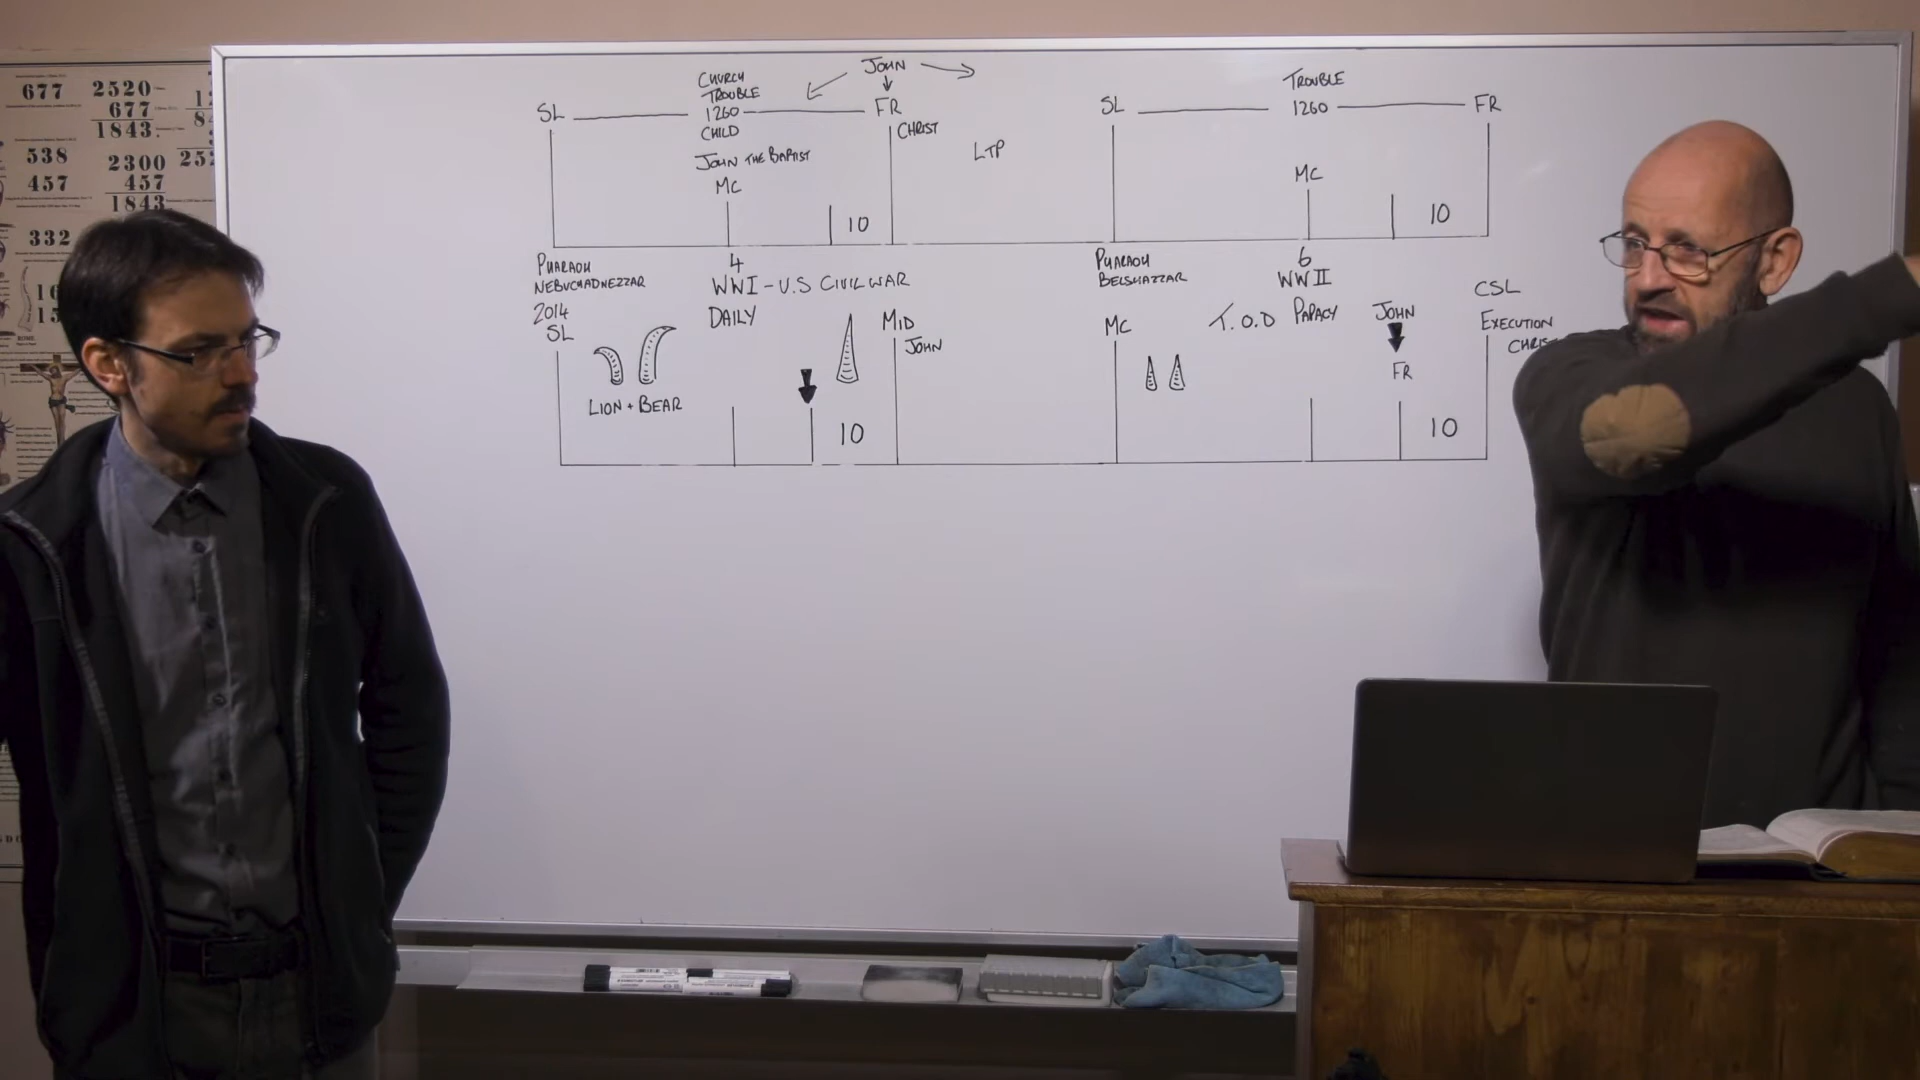 677 2520
677
1843.
538
457
2300
457
1843
332
JOHN
CHURCH
TROUBLE
SL 1260 FR
CHILD
CHRIST
JOHN THE BAPTIST
MC
10
LTP
TROUBLE
SL 1260 FR
MC
10
PHARAOH
NEBUCHADNEZZAR
2014
SL
4
WWI - U.S CIVIL WAR
DAILY
MID
JOHN
LION + BEAR
10
PHARAOH
BELSHAZZAR
MC
T.O.D
6
WWII
PAPACY
JOHN
FR
CSL
EXECUTION
CHRIST
10